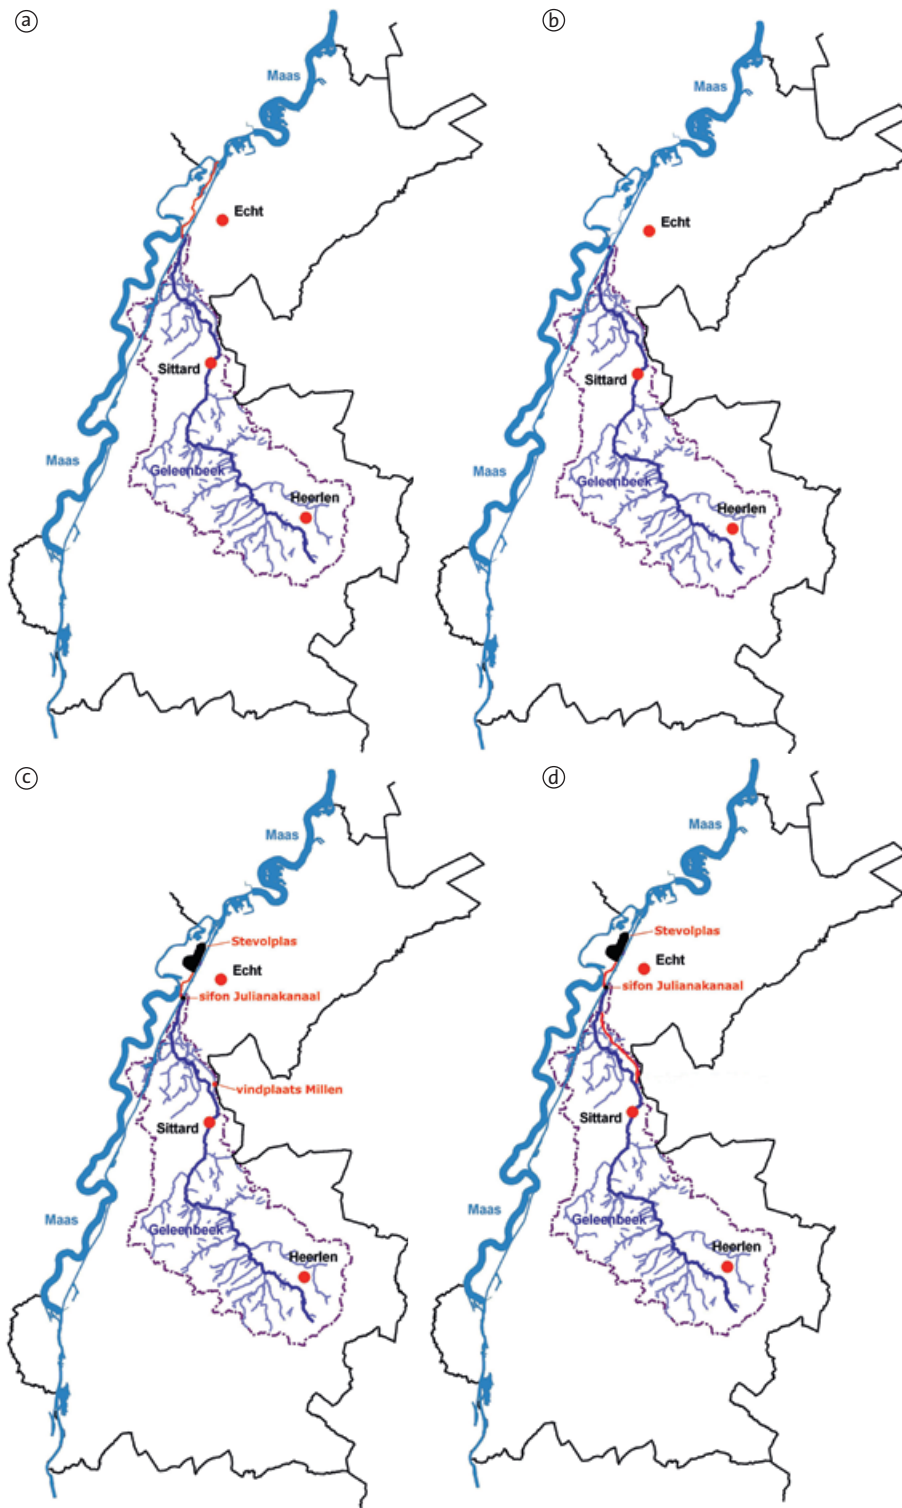 a
Maas
Echt
Sittard
Maas
Geleenbeek
Heerlen
b
Maas
Echt
Sittard
Maas
Geleenbeek
Heerlen
c
Maas
Stevolplas
Echt
sifon Julianakanaal
vindplaats Millen
Sittard
Maas
Geleenbeek
Heerlen
d
Maas
Stevolplas
Echt
sifon Julianakanaal
Sittard
Maas
Geleenbeek
Heerlen